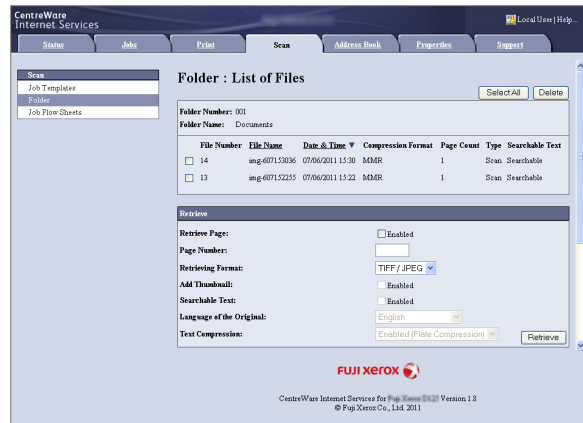 CentreWare
Internet Services
Local User | Help...
Status Jobs Print Scan Address Book Properties Support
Scan
Job Templates
Folder
Job Flow Sheets
Folder : List of Files
Select All Delete
Folder Number: 001
Folder Name: Documents
File Number File Name Date & Time ▼ Compression Format Page Count Type Searchable Text
14 img-607153036 07/06/2011 15:30 MMR 1 Scan Searchable
13 img-607152255 07/06/2011 15:22 MMR 1 Scan Searchable
Retrieve
Retrieve Page: Enabled
Page Number:
Retrieving Format: TIFF / JPEG
Add Thumbnail: Enabled
Searchable Text: Enabled
Language of the Original: English
Text Compression: Enabled (Flate Compression)
Retrieve
FUJI XEROX
CentreWare Internet Services for Version 1.8
© Fuji Xerox Co., Ltd. 2011